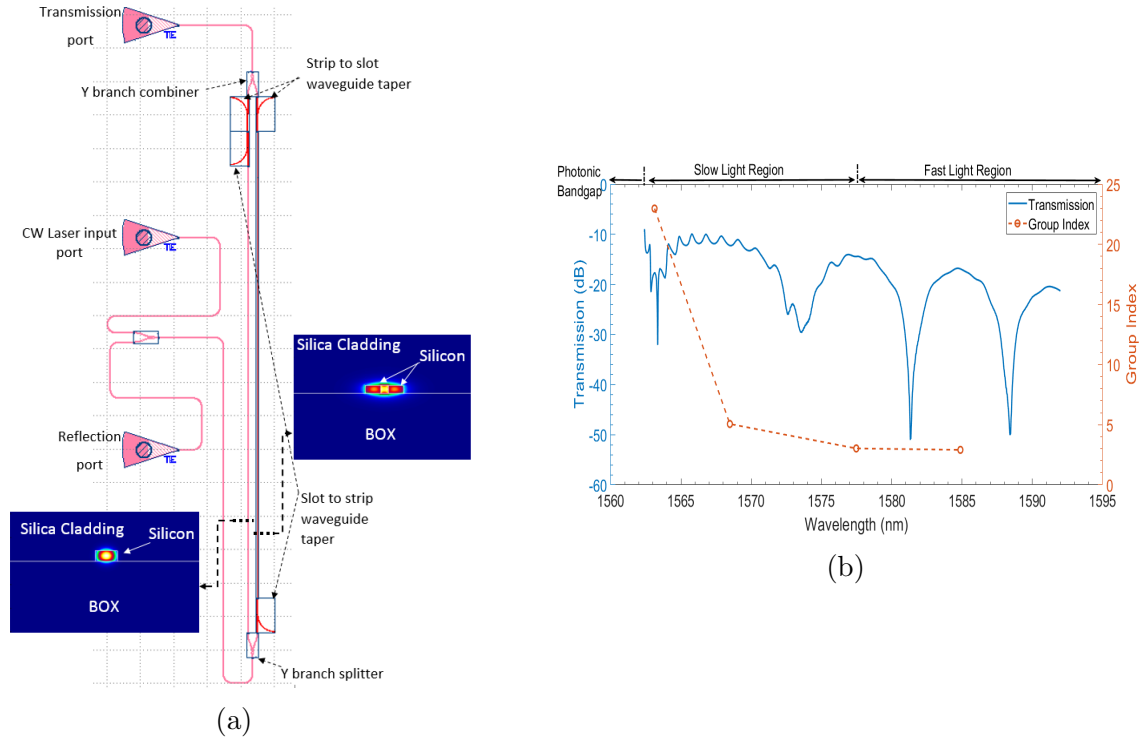 Transmission
port
TE
Strip to slot
waveguide taper
Y branch combiner
CW Laser input
port
TE
Silica Cladding
Silicon
BOX
Reflection
port
TE
Slot to strip
waveguide
taper
Silica Cladding
Silicon
BOX
Y branch splitter
(a)
Photonic
Bandgap
Slow Light Region
Fast Light Region
Transmission
Group Index
0
-10
-20
-30
-40
-50
-60
Transmission (dB)
25
20
15
10
5
0
Group Index
1560 1565 1570 1575 1580 1585 1590 1595
Wavelength (nm)
(b)